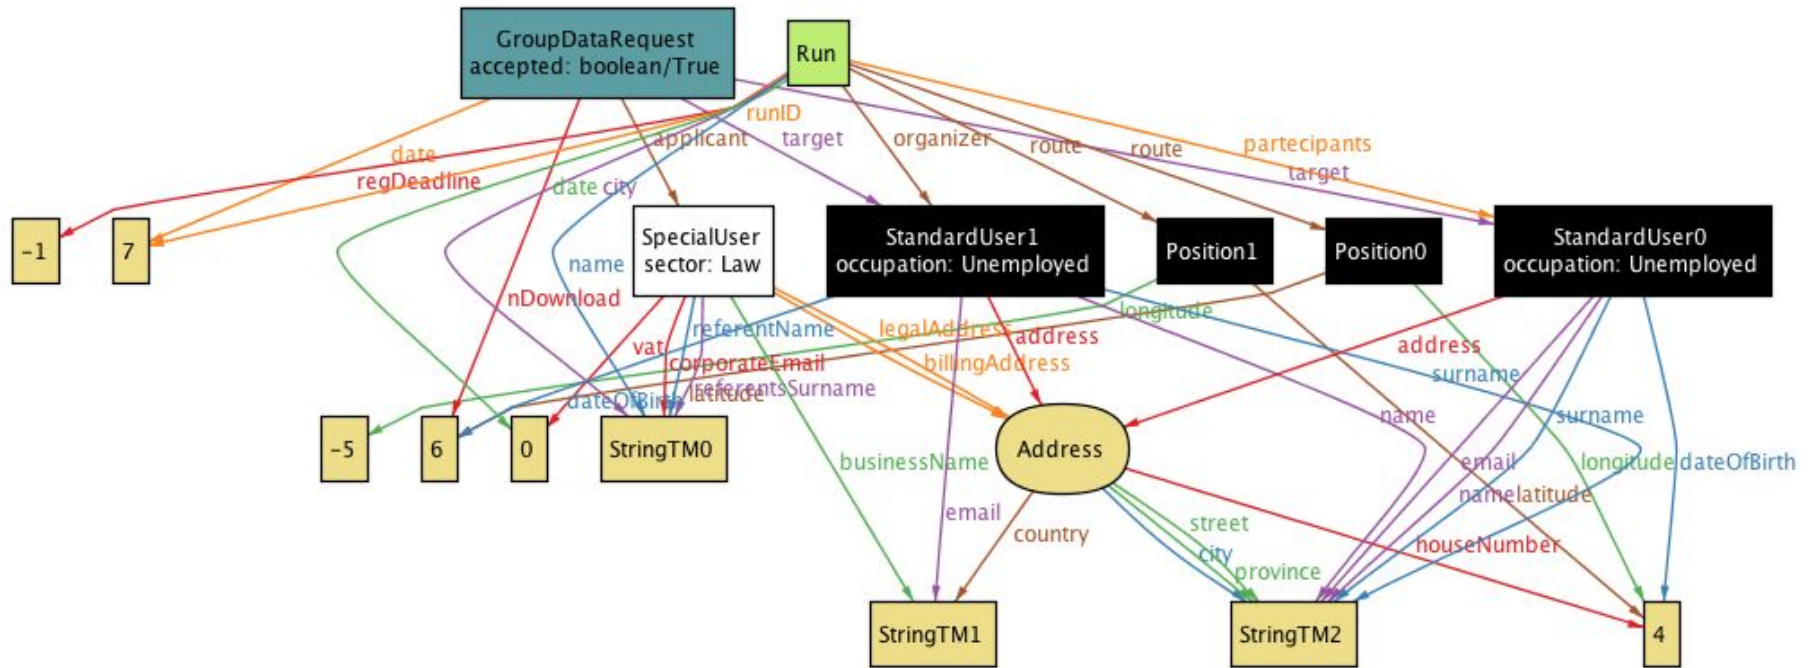 GroupDataRequest
accepted: boolean/True
Run
runID
applicant
target
organizer
route
route
partecipants
target
date
regDeadline
date
city
-1
7
SpecialUser
sector: Law
StandardUser1
occupation: Unemployed
Position1
Position0
StandardUser0
occupation: Unemployed
name
nDownload
referentName
legalAddress
longitude
address
vat
corporateEmail
billingAddress
address
surname
referentsSurname
dateOfBirth
latitude
name
surname
-5
6
0
StringTM0
Address
businessName
email
longitude
dateOfBirth
name
latitude
email
country
street
city
province
houseNumber
StringTM1
StringTM2
4